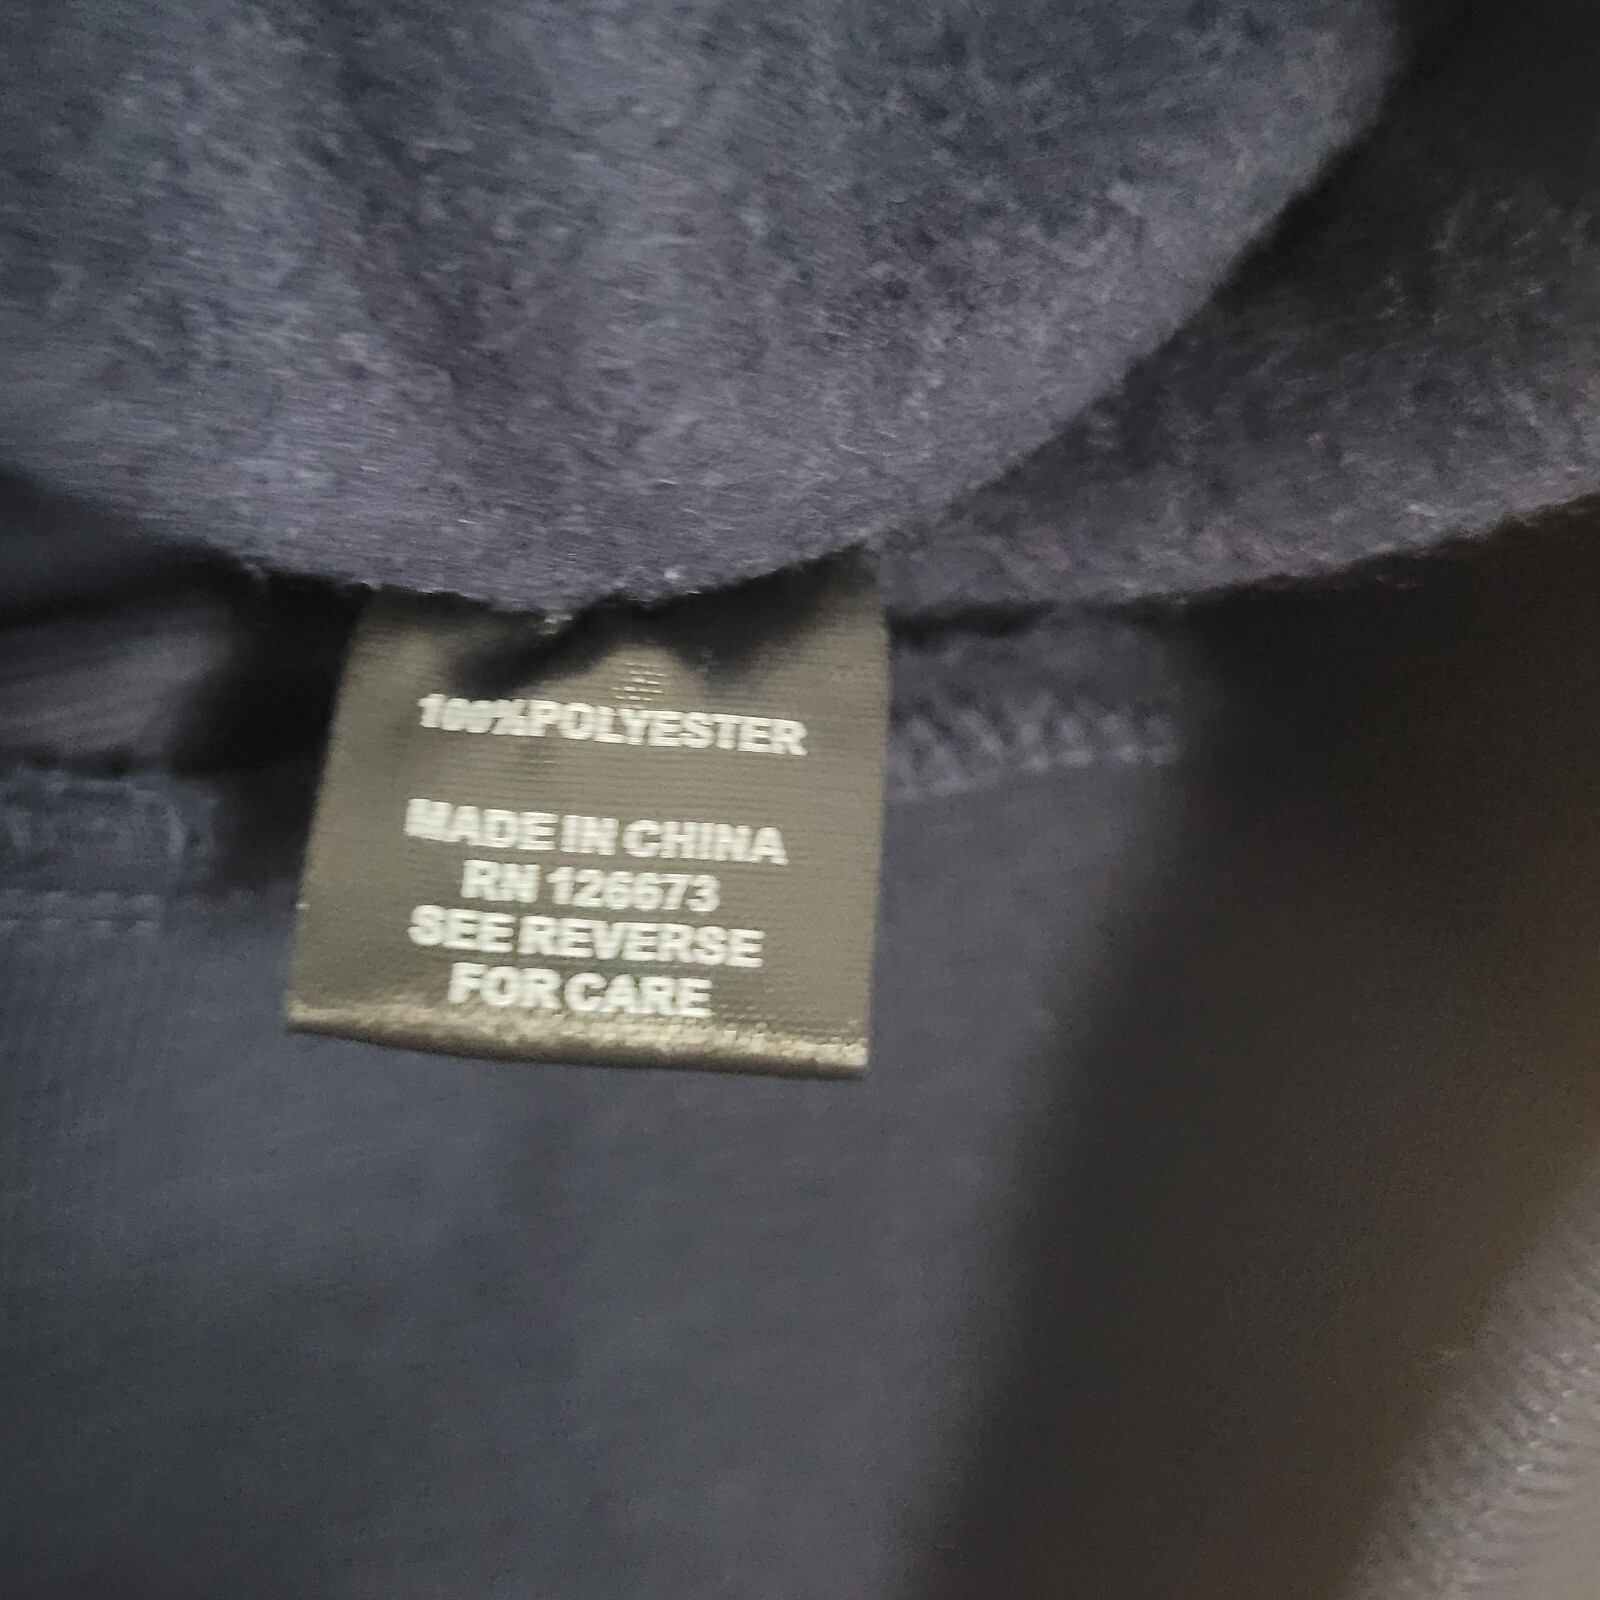 100%POLYESTER
MADE IN CHINA
RN 126673
SEE REVERSE
FOR CARE